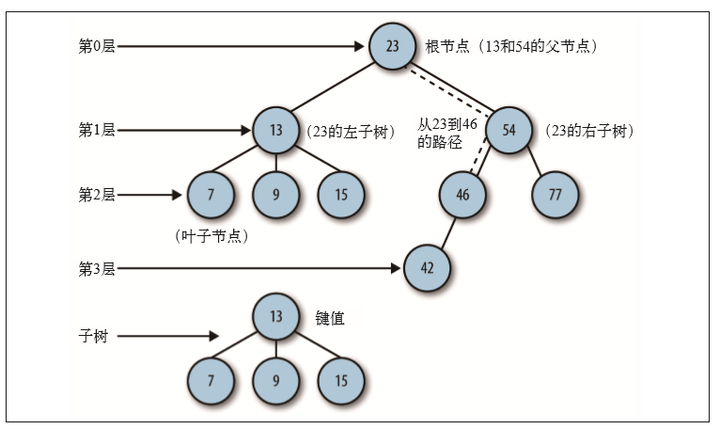 第0层
23
根节点（13和54的父节点）
第1层
13
(23的左子树)
从23到46
的路径
54
(23的右子树)
第2层
7
9
15
46
77
(叶子节点)
第3层
42
13
键值
子树
7
9
15